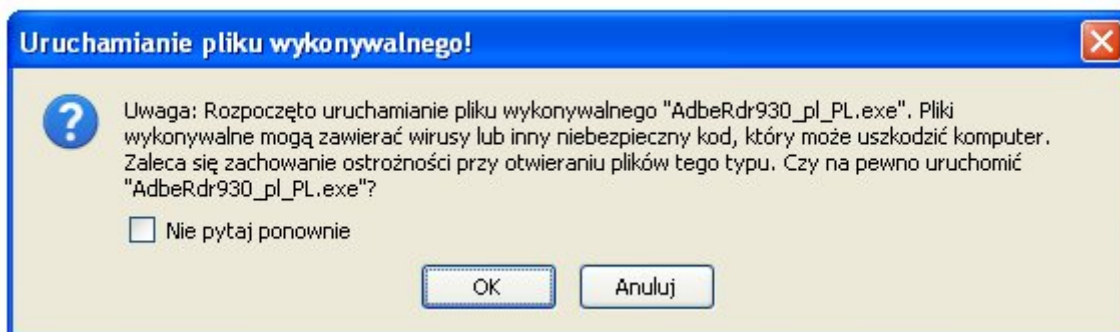 Uruchamianie pliku wykonywalnego!
Uwaga: Rozpoczęto uruchamianie pliku wykonywalnego "AdbeRdr930_pl_PL.exe". Pliki
wykonywalne mogą zawierać wirusy lub inny niebezpieczny kod, który może uszkodzić komputer.
Zaleca się zachowanie ostrożności przy otwieraniu plików tego typu. Czy na pewno uruchomić
"AdbeRdr930_pl_PL.exe"?
Nie pytaj ponownie
OK
Anuluj